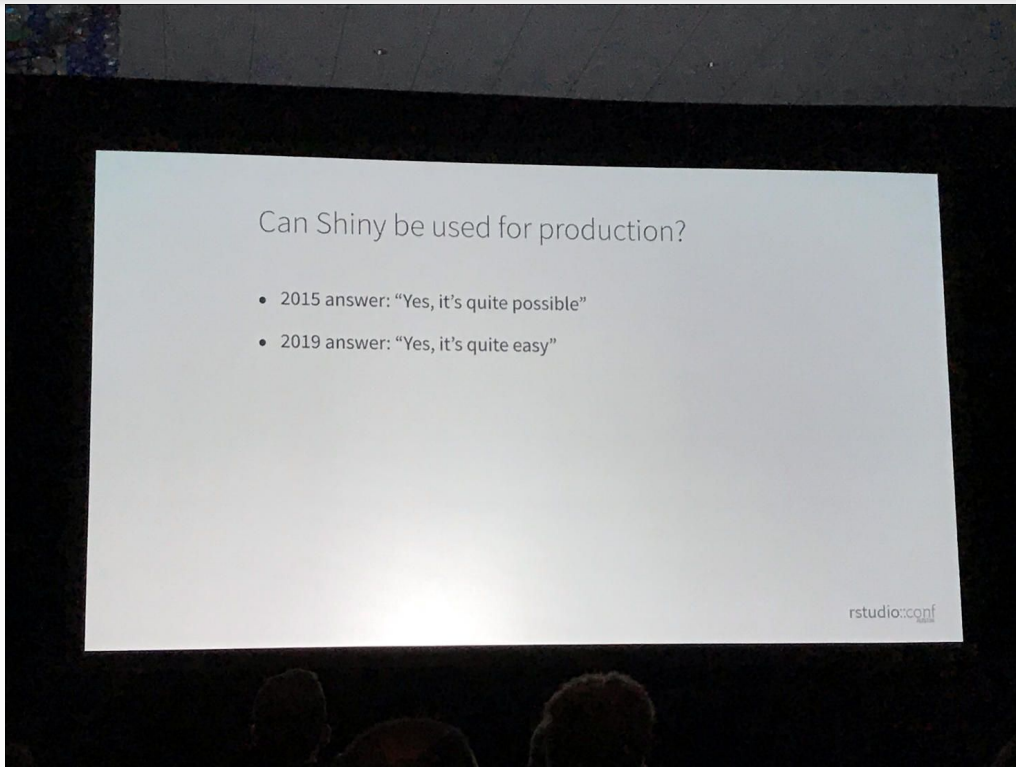 Can Shiny be used for production?
• 2015 answer: “Yes, it’s quite possible”
• 2019 answer: “Yes, it’s quite easy”
rstudio::conf